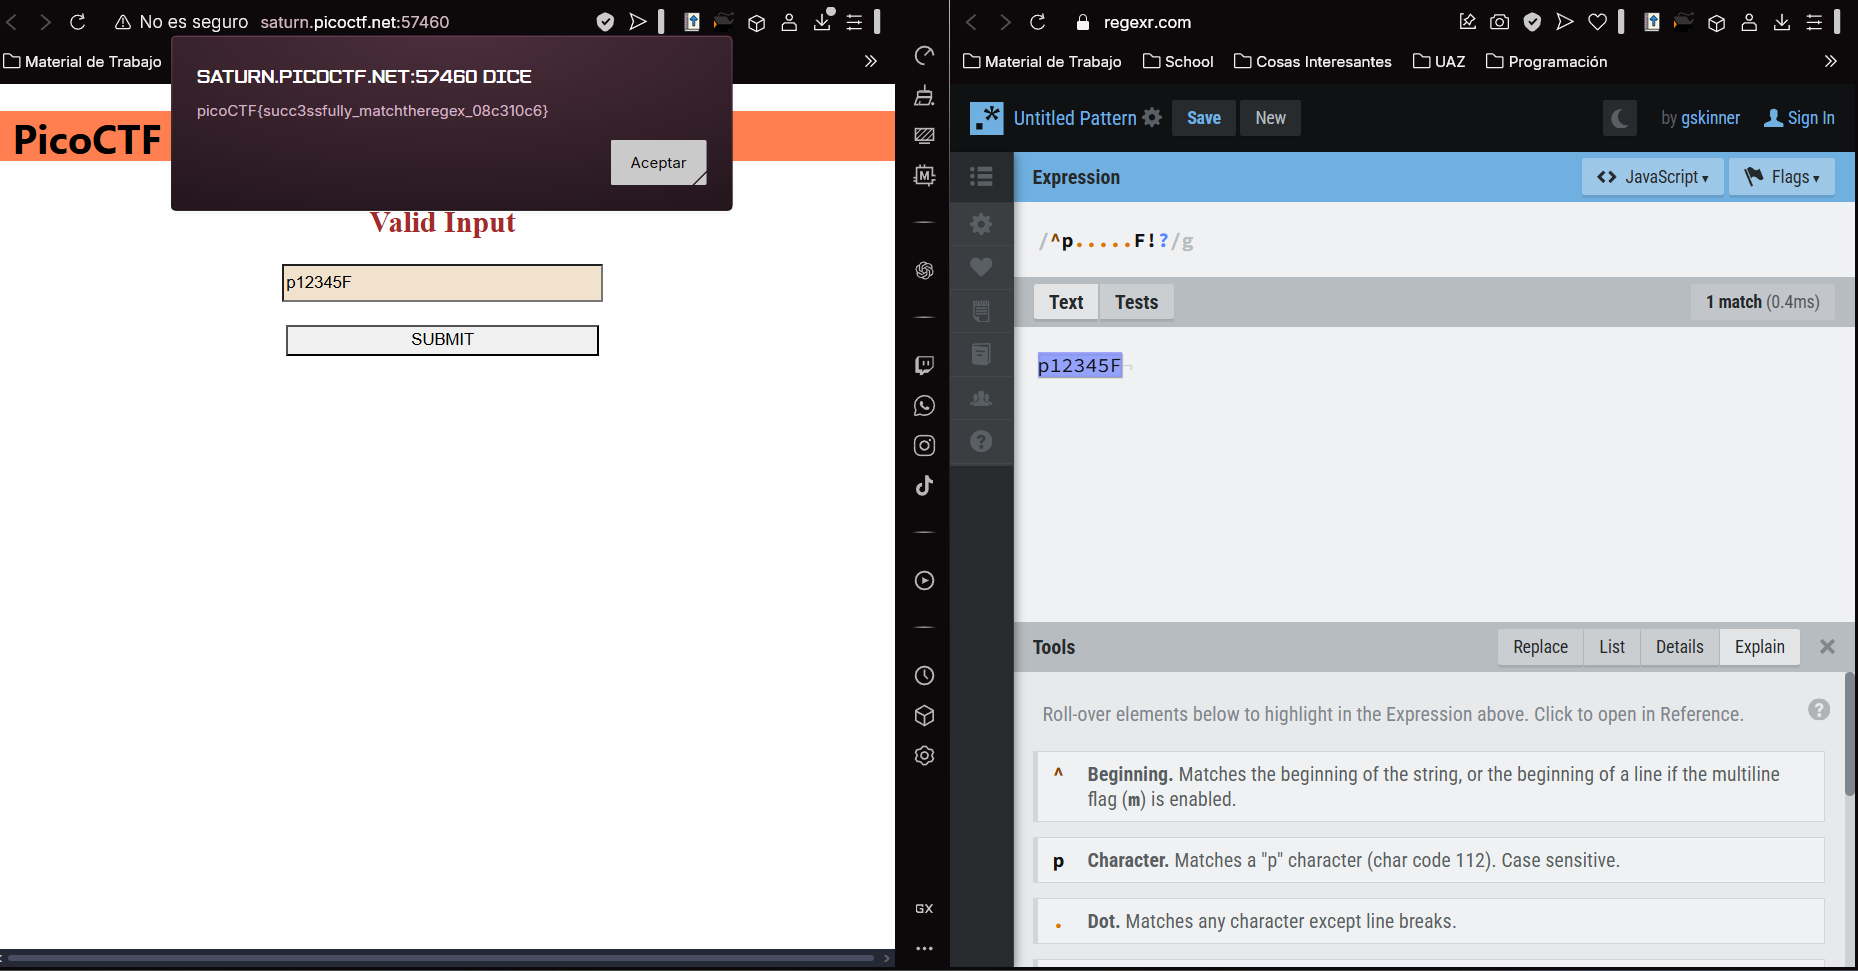 No es seguro saturn.picoctf.net:57460
Material de Trabajo
SATURN.PICOCTF.NET:57460 DICE
picoCTF{succ3ssfully_matchtheregex_08c310c6}
Aceptar
PicoCTF
Valid Input
p12345F
SUBMIT
M
GX
regexr.com
Material de Trabajo School Cosas Interesantes UAZ Programación
.* Untitled Pattern Save New by gskinner Sign In
Expression <> JavaScript Flags
/^p.....F!?/g
Text Tests 1 match (0.4ms)
p12345F
Tools Replace List Details Explain
Roll-over elements below to highlight in the Expression above. Click to open in Reference. ?
^ Beginning. Matches the beginning of the string, or the beginning of a line if the multiline
flag (m) is enabled.
p Character. Matches a "p" character (char code 112). Case sensitive.
. Dot. Matches any character except line breaks.